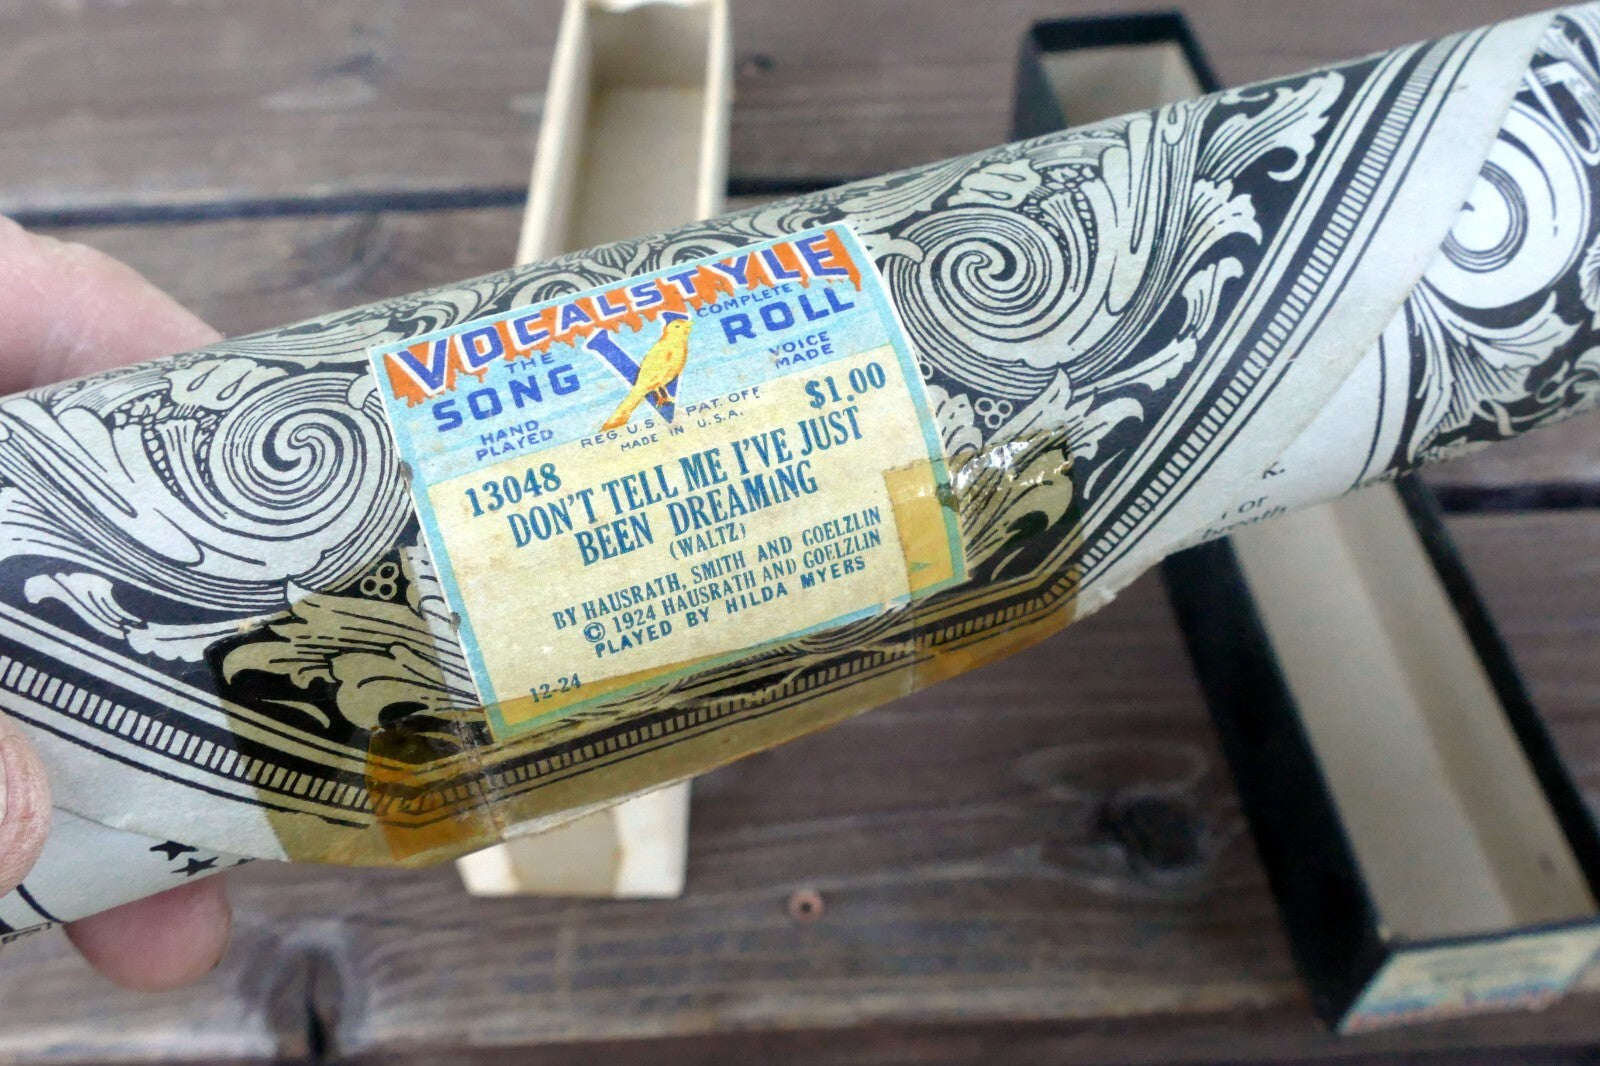 VOCALSTYLE
THE COMPLETE
SONG V ROLL
HAND PLAYED
VOICE MADE
REG U.S. PAT. OFF
MADE IN U.S.A.
$1.00
13048
DON'T TELL ME I'VE JUST
BEEN DREAMING
(WALTZ)
BY HAUSRATH, SMITH AND GOELZLIN
© 1924 HAUSRATH AND GOELZLIN
PLAYED BY HILDA MYERS
12-24
K.
or
breath